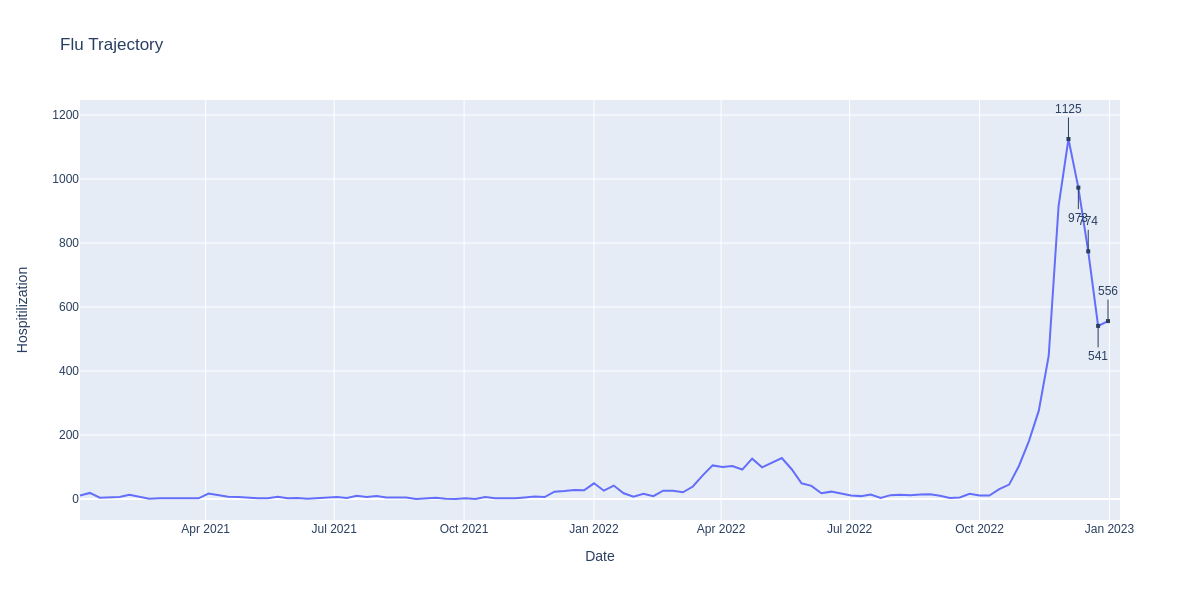 Flu Trajectory
1125
1200
1000
973
774
800
600
556
541
400
200
0
Hospitilization
Apr 2021
Jul 2021
Oct 2021
Jan 2022
Apr 2022
Jul 2022
Oct 2022
Jan 2023
Date